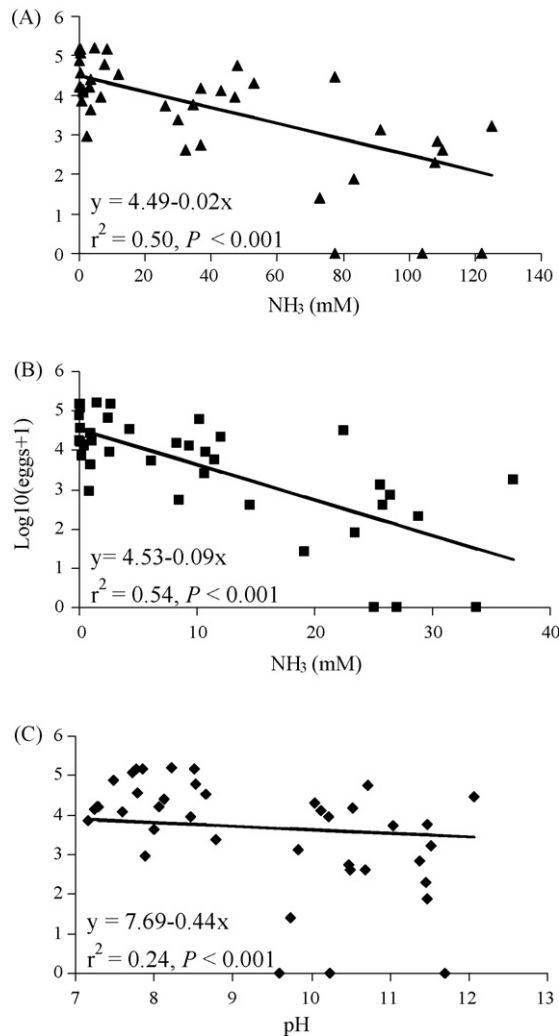 (A)
6
5
4
3
2
1
0
y = 4.49-0.02x
r² = 0.50, P < 0.001
0 20 40 60 80 100 120 140
NH₃ (mM)
(B)
6
5
4
3
2
1
0
Log10(eggs+1)
y= 4.53-0.09x
r² = 0.54, P < 0.001
0 10 20 30 40
NH₃ (mM)
(C)
6
5
4
3
2
1
0
y = 7.69-0.44x
r² = 0.24, P < 0.001
7 8 9 10 11 12 13
pH